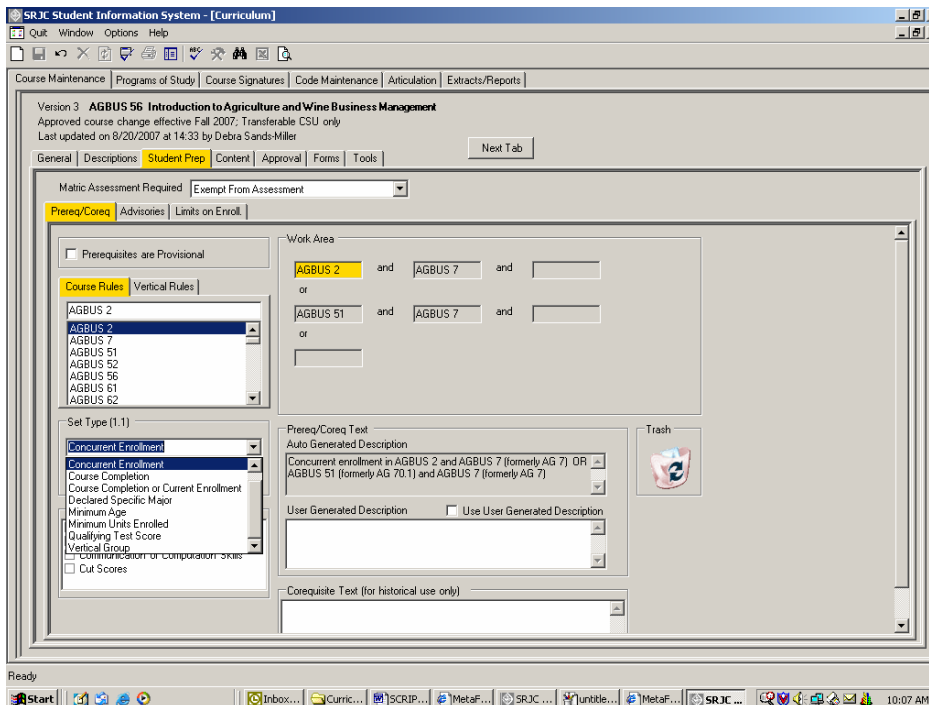 SRJC Student Information System - [Curriculum]
Quit Window Options Help
Course Maintenance Programs of Study Course Signatures Code Maintenance Articulation Extracts/Reports
Version 3 AGBUS 56 Introduction to Agriculture and Wine Business Management
Approved course change effective Fall 2007; Transferable CSU only
Last updated on 8/20/2007 at 14:33 by Debra Sands-Miller
Next Tab
General Descriptions Student Prep Content Approval Forms Tools
Matric Assessment Required Exempt From Assessment
Prereq/Coreq Advisories Limits on Enroll.
Prerequisites are Provisional
Course Rules Vertical Rules
AGBUS 2
AGBUS 2
AGBUS 7
AGBUS 51
AGBUS 52
AGBUS 56
AGBUS 61
AGBUS 62
Work Area
AGBUS 2 and AGBUS 7 and
or
AGBUS 51 and AGBUS 7 and
or
Set Type (1.1)
Concurrent Enrollment
Concurrent Enrollment
Course Completion
Course Completion or Current Enrollment
Declared Specific Major
Minimum Age
Minimum Units Enrolled
Qualifying Test Score
Vertical Group
Communication or Computation Skills
Cut Scores
Prereq/Coreq Text
Auto Generated Description
Concurrent enrollment in AGBUS 2 and AGBUS 7 (formerly AG 7) OR
AGBUS 51 (formerly AG 70.1) and AGBUS 7 (formerly AG 7)
User Generated Description Use User Generated Description
Corequisite Text (for historical use only)
Trash
Ready
Start Inbox... Curric... SCRIP... MetaF... SRJC ... untitle... MetaF... SRJC ... 10:07 AM